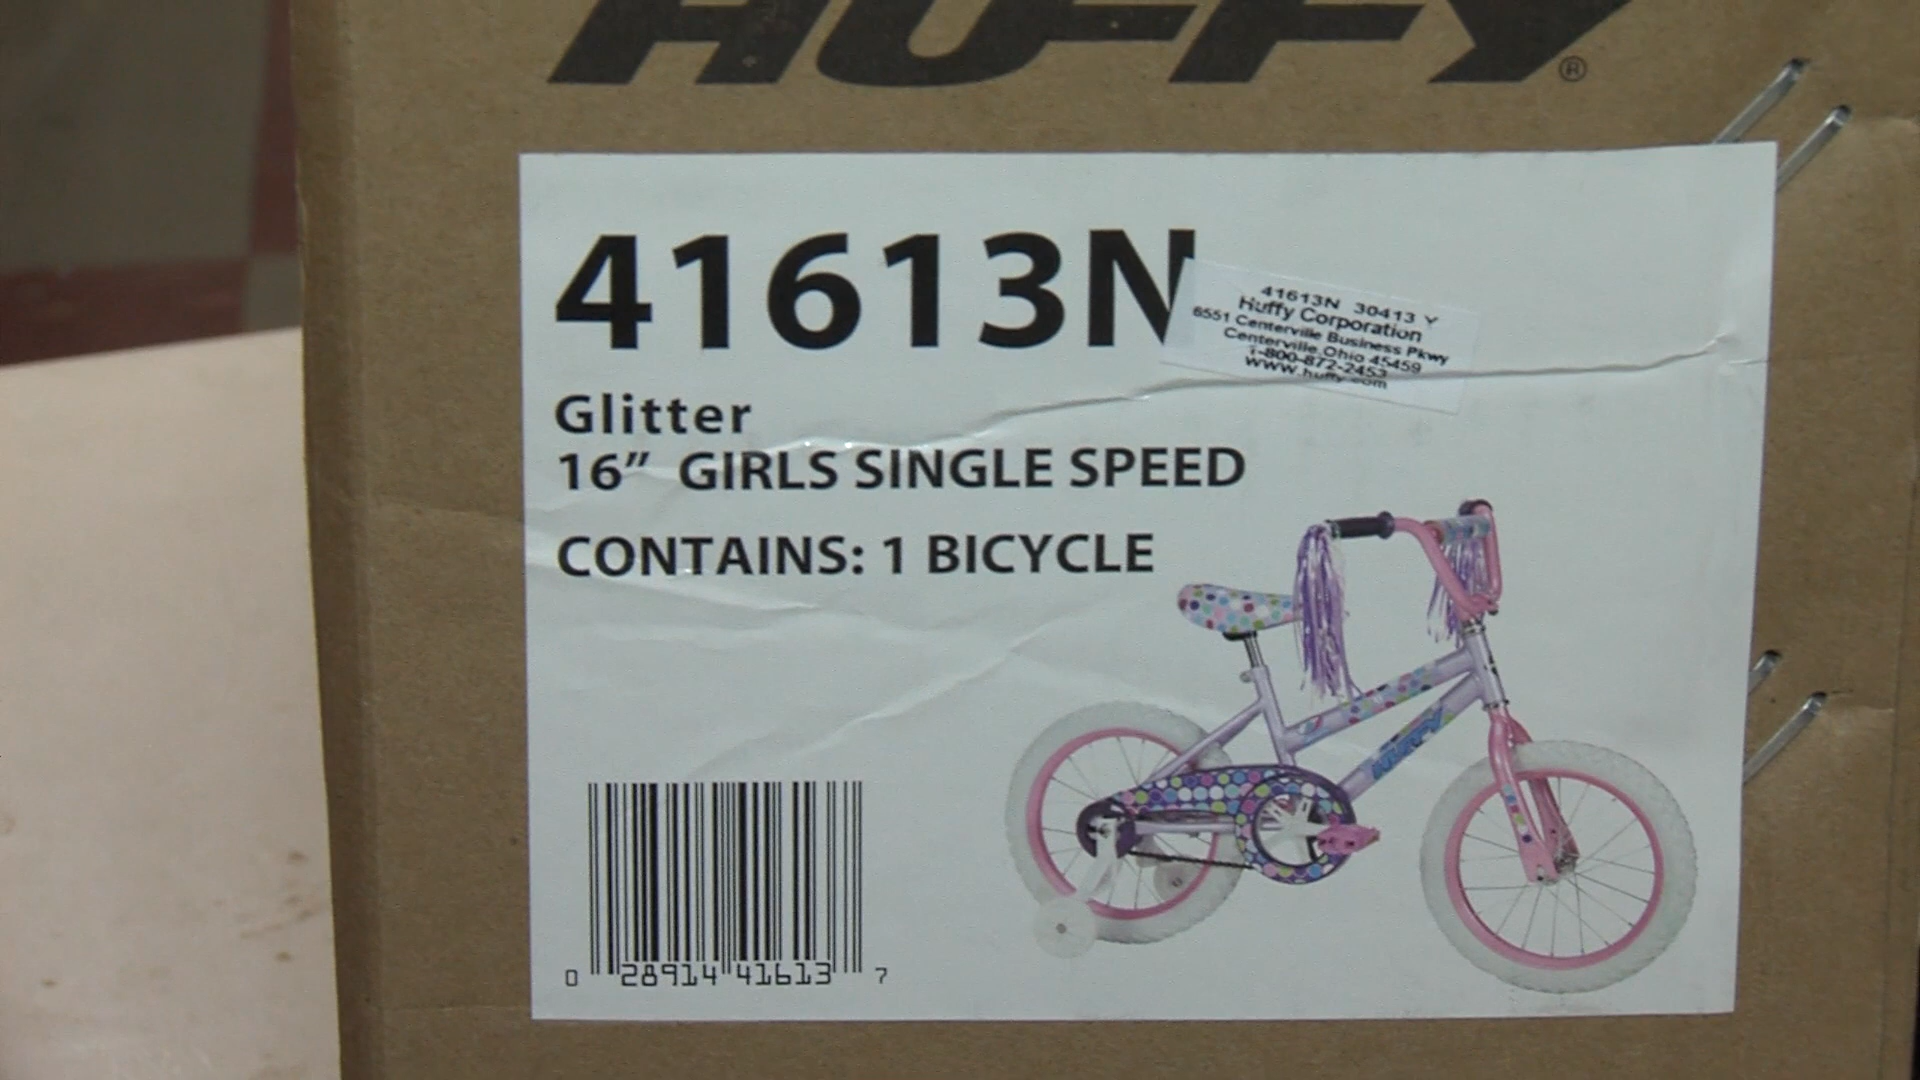 HUFFY®
41613N
41613N 30413 Y
Huffy Corporation
6551 Centerville Business Pkwy
Centerville, Ohio 45459
1-800-872-2453
www.huffy.com
Glitter
16” GIRLS SINGLE SPEED
CONTAINS: 1 BICYCLE
HUFFY
0 28914 41613 7